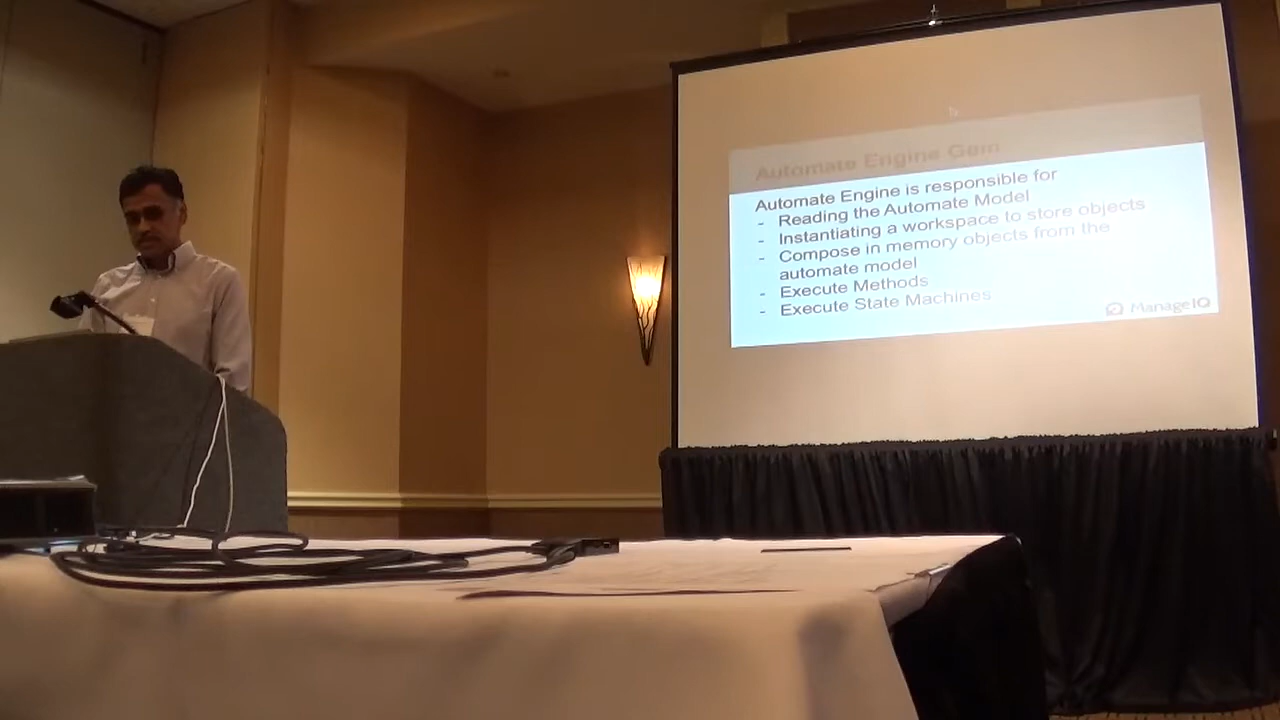 Automate Engine Gem
Automate Engine is responsible for
- Reading the Automate Model
- Instantiating a workspace to store objects
- Compose in memory objects from the
automate model
- Execute Methods
- Execute State Machines
ManageIQ